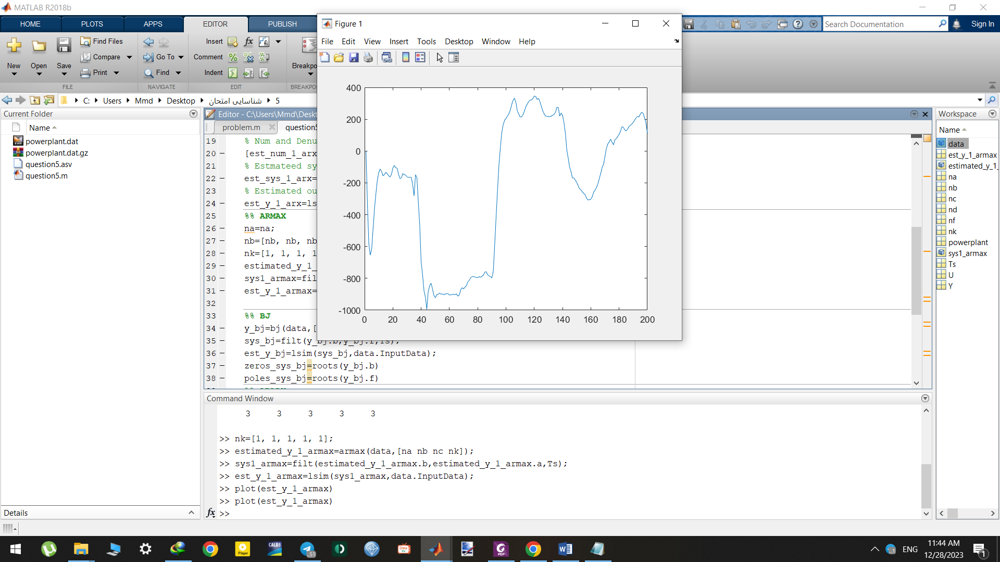 MATLAB R2018b
HOME PLOTS APPS EDITOR PUBLISH
Search Documentation
Sign In
New
Open
Save
Find Files
Compare
Print
FILE
Go To
Find
NAVIGATE
Insert
Comment
Indent
EDIT
Breakpo
BREAKPOI
C: Users Mmd Desktop شناسایی امتحان 5
Current Folder
Name
powerplant.dat
powerplant.dat.gz
question5.asv
question5.m
Details
Editor - C:\Users\Mmd\Deskt
problem.m question5
19 % Num and Denu
20 [est_num_1_arx
21 % Estmateed sy
22 est_sys_1_arx=
23 % Estimated ou
24 est_y_1_arx=ls
25 %% ARMAX
26 na=na;
27 nb=[nb, nb, nb
28 nk=[1, 1, 1, 1
29 estimated_y_1_
30 sys1_armax=fil
31 est_y_1_armax=
32
33 %% BJ
34 y_bj=bj(data,[
35 sys_bj=filt(y_bj.b,y_bj.f,Ts);
36 est_y_bj=lsim(sys_bj,data.InputData);
37 zeros_sys_bj=roots(y_bj.b)
38 poles_sys_bj=roots(y_bj.f)
Figure 1
File Edit View Insert Tools Desktop Window Help
400
200
0
-200
-400
-600
-800
-1000
0 20 40 60 80 100 120 140 160 180 200
Command Window
3 3 3 3 3
>> nk=[1, 1, 1, 1, 1];
>> estimated_y_1_armax=armax(data,[na nb nc nk]);
>> sys1_armax=filt(estimated_y_1_armax.b,estimated_y_1_armax.a,Ts);
>> est_y_1_armax=lsim(sys1_armax,data.InputData);
>> plot(est_y_1_armax)
>> plot(est_y_1_armax)
fx >>
Workspace
Name
data
est_y_1_armax
estimated_y_1_
na
nb
nc
nd
nf
nk
powerplant
sys1_armax
Ts
U
Y
Player
CALD3
51
Ome TV
PDF
ENG
11:44 AM
12/28/2023
1